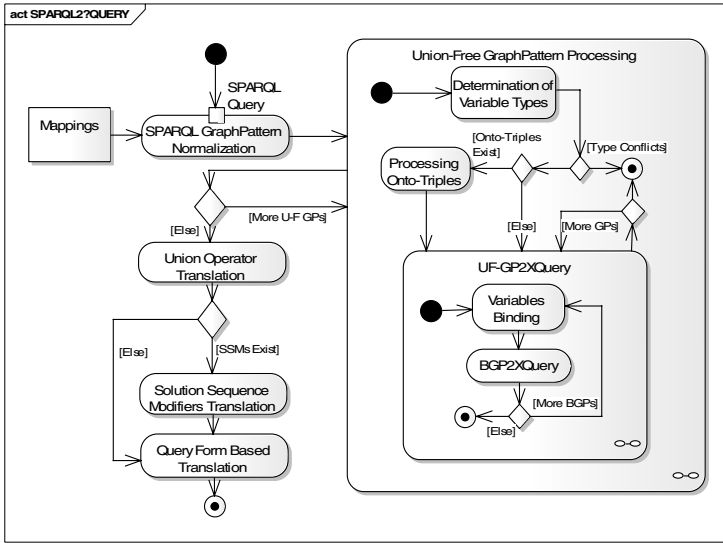 act SPARQL2?QUERY
SPARQL
Query
Mappings
SPARQL GraphPattern
Normalization
[More U-F GPs]
[Else]
Union Operator
Translation
[Else]
[SSMs Exist]
Solution Sequence
Modifiers Translation
Query Form Based
Translation
Union-Free GraphPattern Processing
Determination of
Variable Types
[Onto-Triples
Exist]
[Type Conflicts]
Processing
Onto-Triples
[Else]
[More GPs]
UF-GP2XQuery
Variables
Binding
BGP2XQuery
[More BGPs]
[Else]